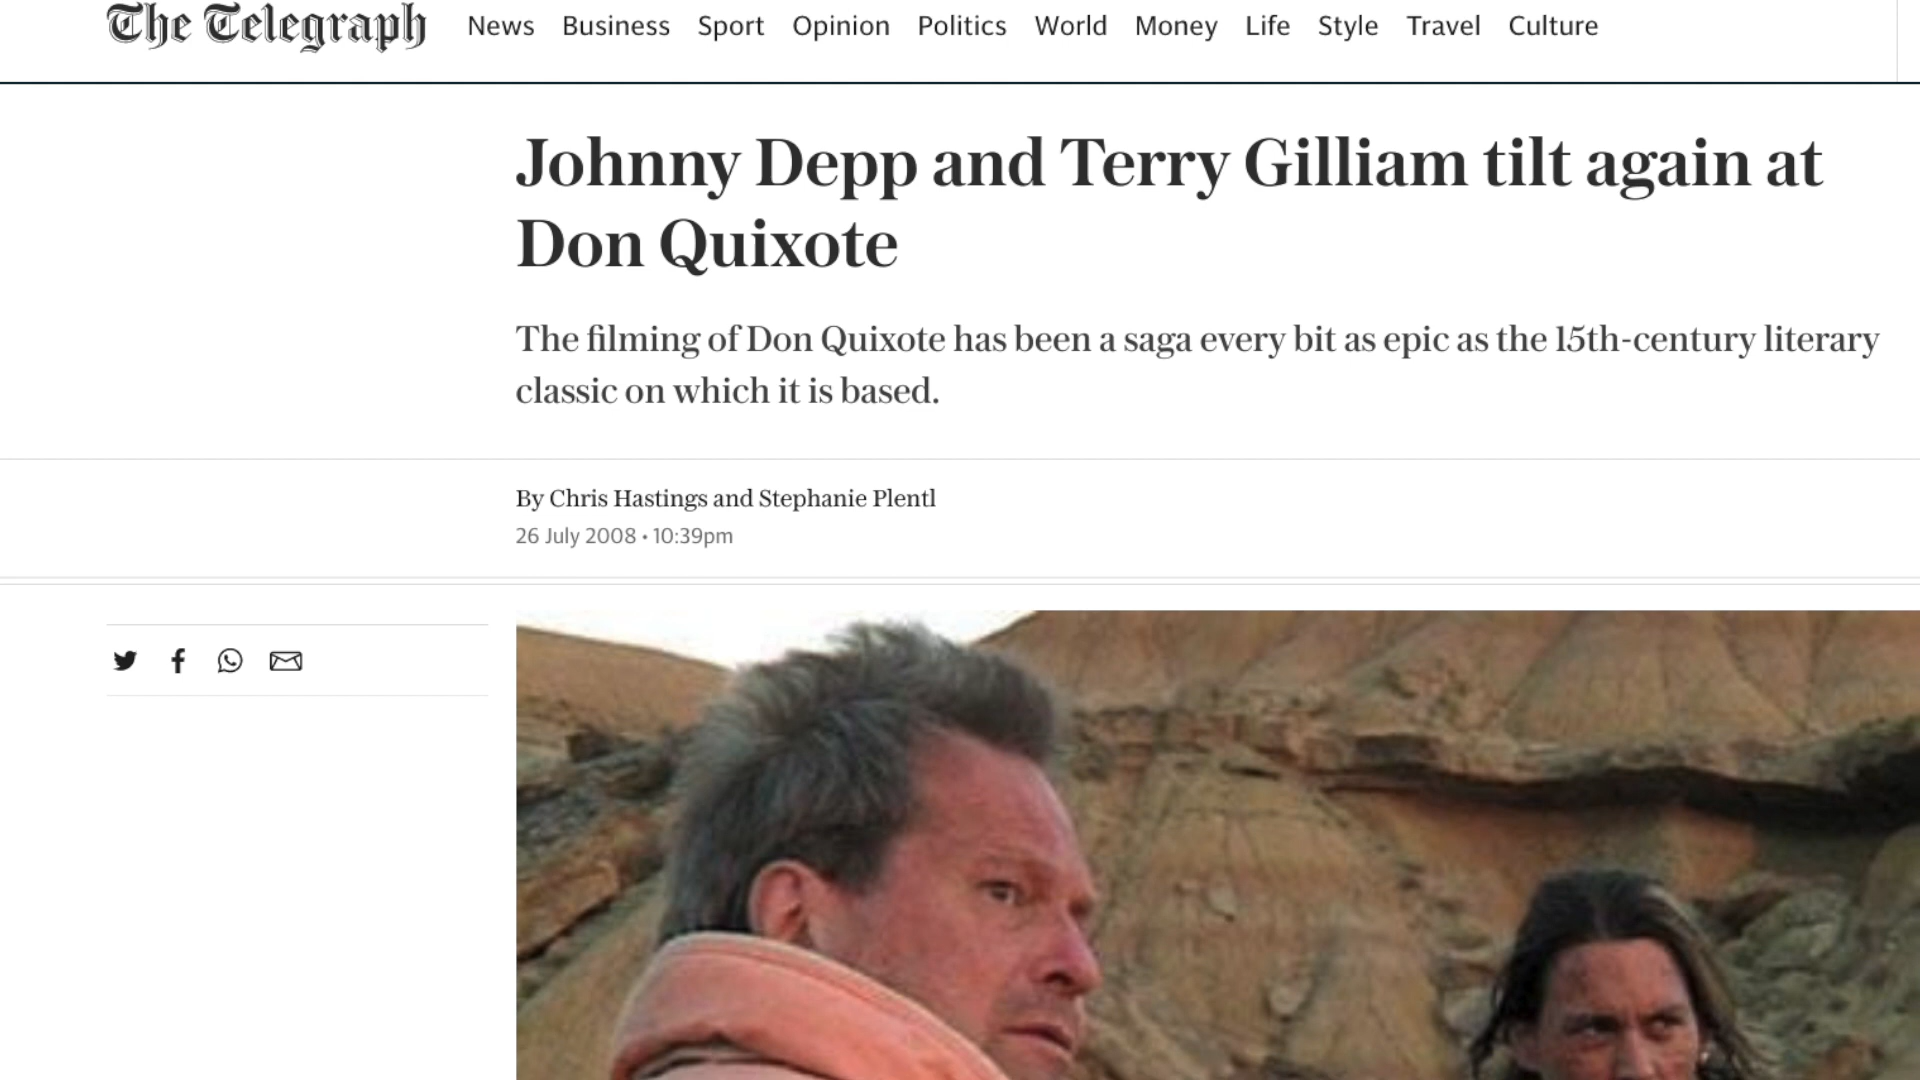 The Telegraph News Business Sport Opinion Politics World Money Life Style Travel Culture
Johnny Depp and Terry Gilliam tilt again at
Don Quixote
The filming of Don Quixote has been a saga every bit as epic as the 15th-century literary
classic on which it is based.
By Chris Hastings and Stephanie Plentl
26 July 2008 • 10:39pm